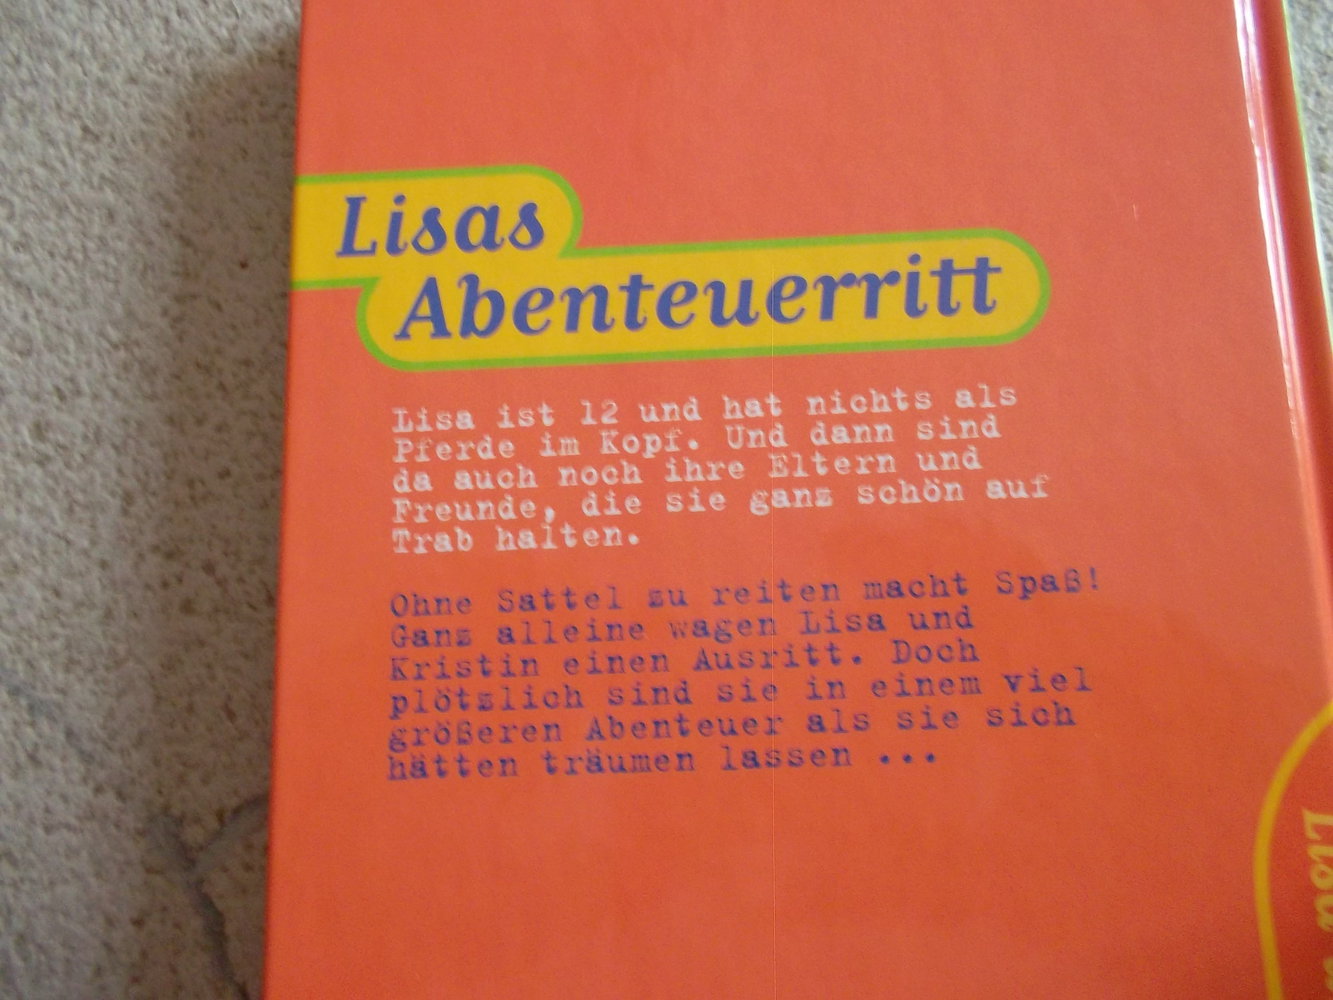 Lisas
Abenteuerritt
Lisa ist 12 und hat nichts als
Pferde im Kopf. Und dann sind
da auch noch ihre Eltern und
Freunde, die sie ganz schön auf
Trab halten.
Ohne Sattel zu reiten macht Spaß!
Ganz alleine wagen Lisa und
Kristin einen Ausritt. Doch
plötzlich sind sie in einem viel
größeren Abenteuer als sie sich
hätten träumen lassen ...
Lisa